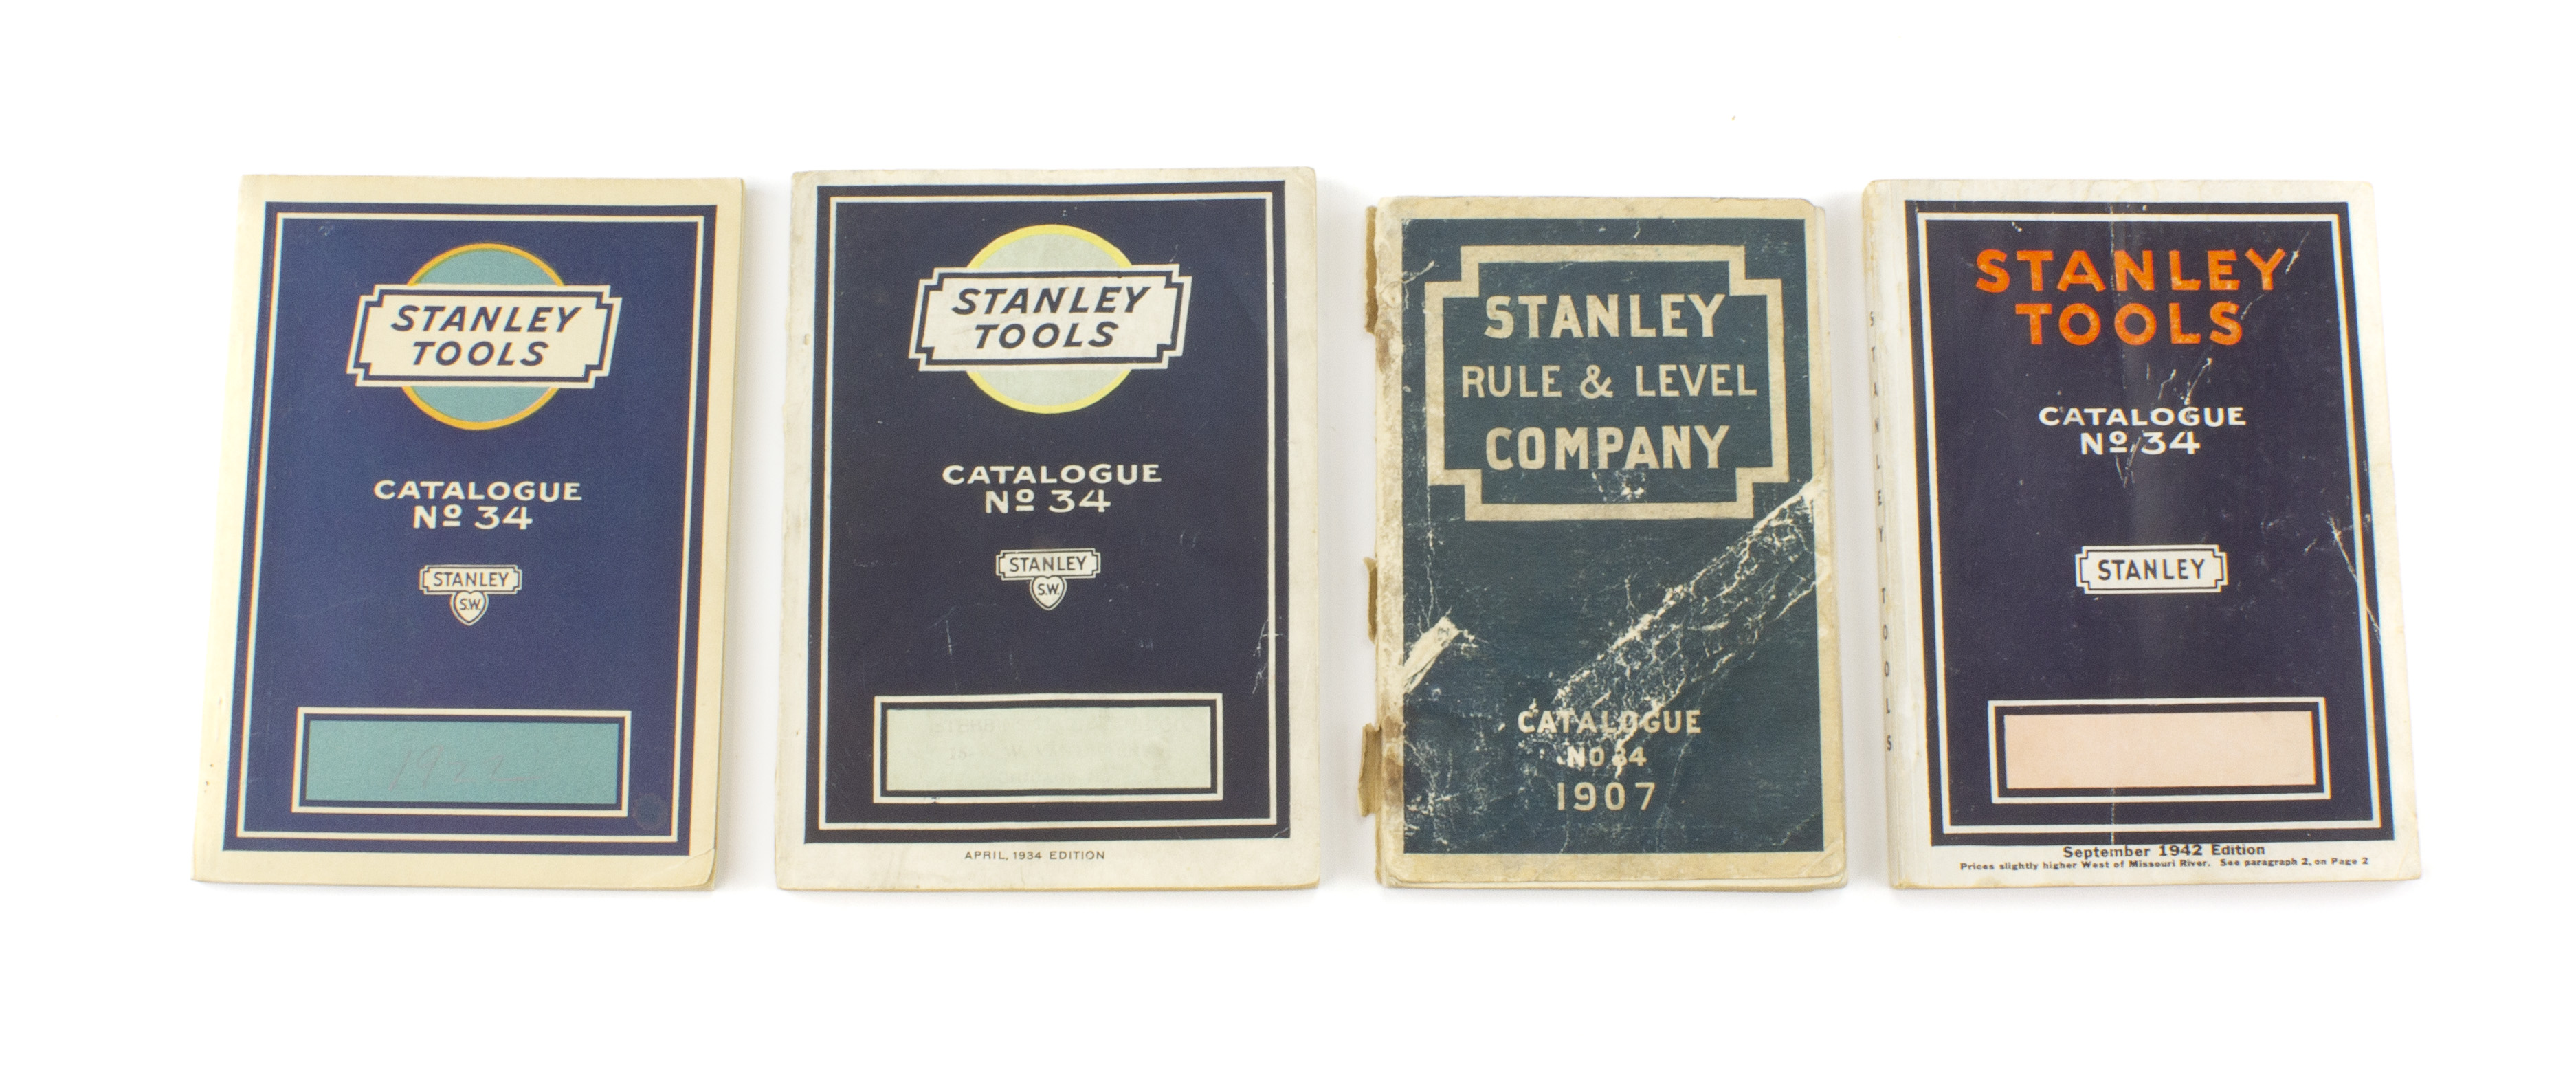 STANLEY
TOOLS
CATALOGUE
Nº 34
STANLEY
S.W.
STANLEY
TOOLS
CATALOGUE
Nº 34
STANLEY
S.W.
APRIL, 1934 EDITION
STANLEY
RULE & LEVEL
COMPANY
CATALOGUE
NO 34
1907
STANLEY TOOLS
STANLEY
TOOLS
CATALOGUE
Nº 34
STANLEY
September 1942 Edition
Prices slightly higher West of Missouri River. See paragraph 2, on Page 2